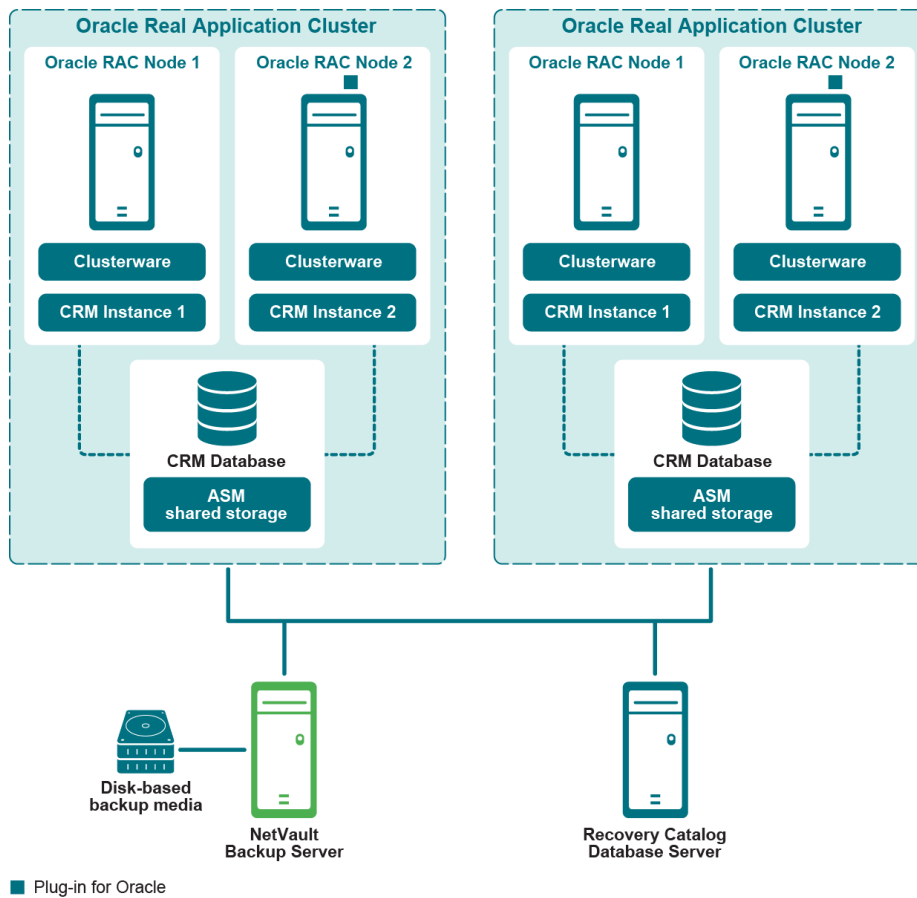 Oracle Real Application Cluster
Oracle RAC Node 1
Oracle RAC Node 2
Clusterware
Clusterware
CRM Instance 1
CRM Instance 2
CRM Database
ASM
shared storage
Oracle Real Application Cluster
Oracle RAC Node 1
Oracle RAC Node 2
Clusterware
Clusterware
CRM Instance 1
CRM Instance 2
CRM Database
ASM
shared storage
Disk-based
backup media
NetVault
Backup Server
Recovery Catalog
Database Server
Plug-in for Oracle